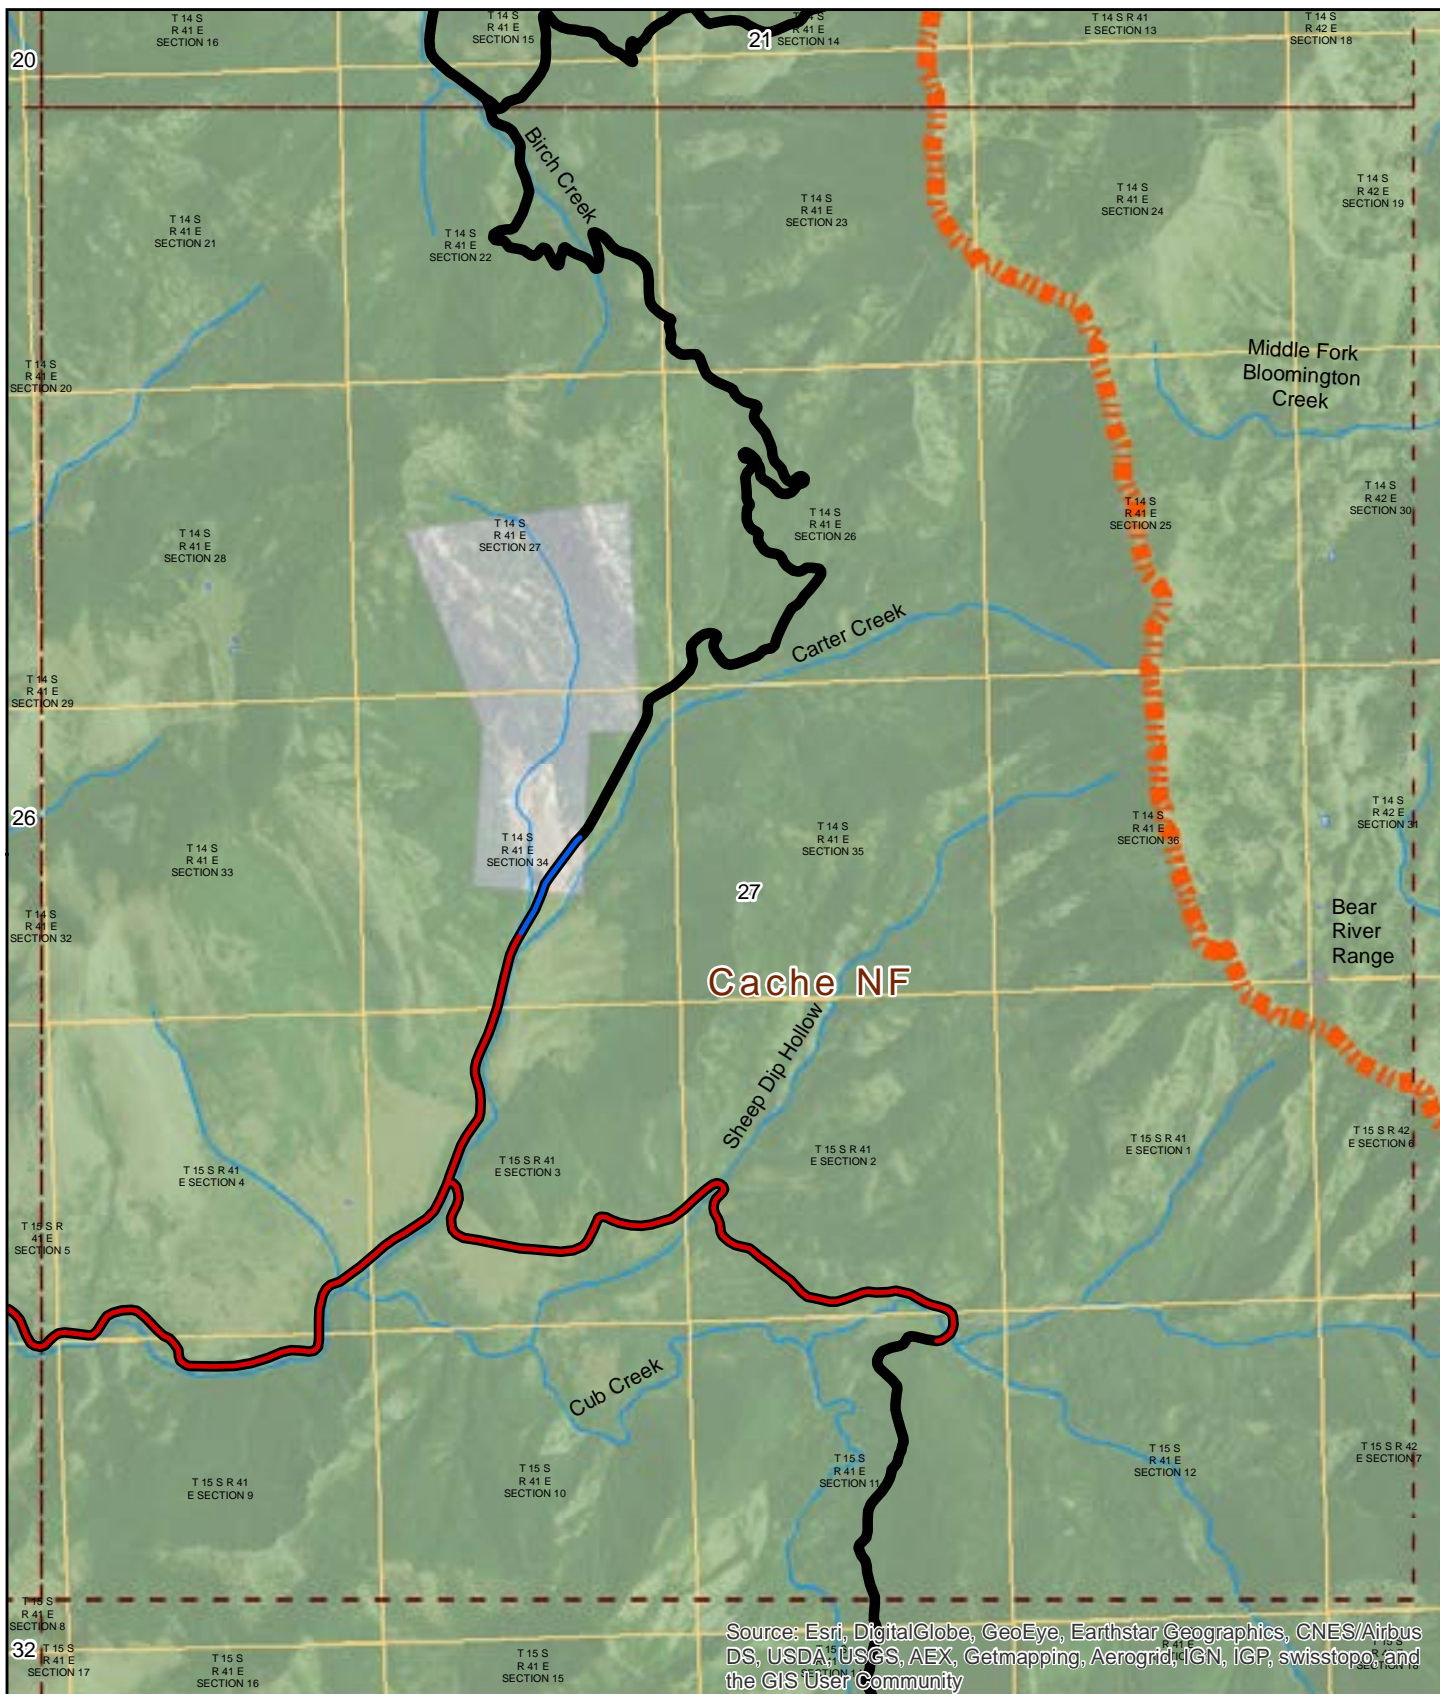 T 14 S
R 41 E
SECTION 16
T 14 S
R 41 E
SECTION 15
21
T 14 S
R 41 E
SECTION 14
T 14 S R 41
E SECTION 13
T 14 S
R 42 E
SECTION 18
20
Birch Creek
T 14 S
R 41 E
SECTION 21
T 14 S
R 41 E
SECTION 22
T 14 S
R 41 E
SECTION 23
T 14 S
R 41 E
SECTION 24
T 14 S
R 42 E
SECTION 19
T 14 S
R 41 E
SECTION 20
Middle Fork
Bloomington
Creek
T 14 S
R 41 E
SECTION 28
T 14 S
R 41 E
SECTION 27
T 14 S
R 41 E
SECTION 26
T 14 S
R 41 E
SECTION 25
T 14 S
R 42 E
SECTION 30
Carter Creek
T 14 S
R 41 E
SECTION 29
26
T 14 S
R 41 E
SECTION 33
T 14 S
R 41 E
SECTION 34
T 14 S
R 41 E
SECTION 35
T 14 S
R 41 E
SECTION 36
T 14 S
R 42 E
SECTION 31
27
T 14 S
R 41 E
SECTION 32
Bear
River
Range
Cache NF
Sheep Dip Hollow
T 15 S R 41
E SECTION 4
T 15 S R 41
E SECTION 3
T 15 S R 41
E SECTION 2
T 15 S R 41
E SECTION 1
T 15 S R 42
E SECTION 6
T 15 S R
41 E
SECTION 5
Cub Creek
T 15 S R 41
E SECTION 9
T 15 S
R 41 E
SECTION 10
T 15 S
R 41 E
SECTION 11
T 15 S
R 41 E
SECTION 12
T 15 S R 42
E SECTION 7
T 15 S
R 41 E
SECTION 8
32
T 15 S
R 41 E
SECTION 17
T 15 S
R 41 E
SECTION 16
T 15 S
R 41 E
SECTION 15
Source: Esri, DigitalGlobe, GeoEye, Earthstar Geographics, CNES/Airbus
DS, USDA, USGS, AEX, Getmapping, Aerogrid, IGN, IGP, swisstopo, and
the GIS User Community